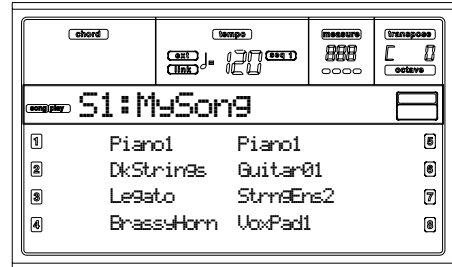 chord tempo measure transpose
ext link ♩= 120 seq 1 888 C 0
octave
song play S1:MySong
1 Piano1 Piano1 5
2 DkStrings Guitar01 6
3 Legato StrngEns2 7
4 BrassyHorn VoxPad1 8